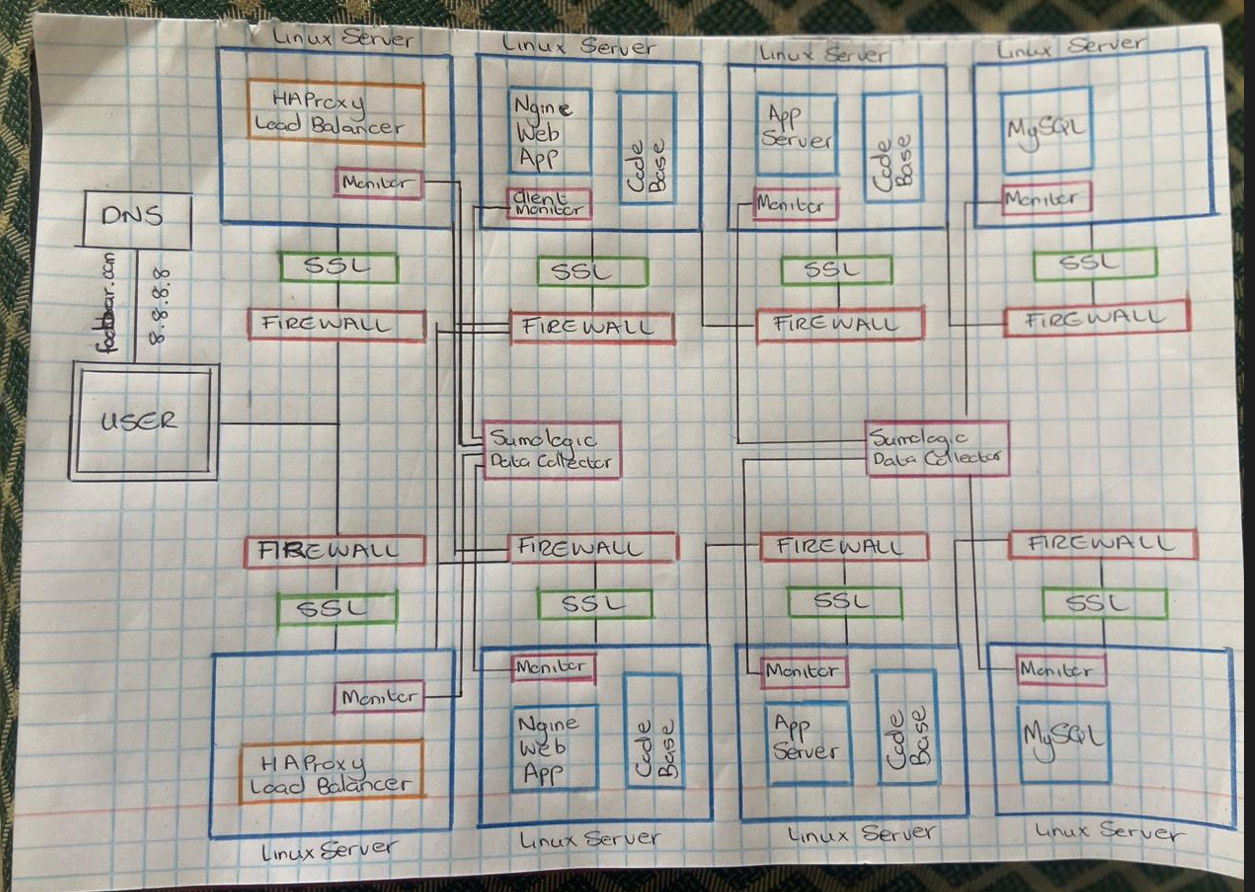 Linux Server
Linux Server
Linux Server
Linux Server
HAProxy
Load Balancer
Monitor
Ngine
Web
App
Code
Base
Client
Monitor
App
Server
Code
Base
Monitor
MySQL
Monitor
DNS
8.8.8.8
USER
SSL
SSL
SSL
SSL
FIREWALL
FIREWALL
FIREWALL
FIREWALL
Sumologic
Data Collector
Sumologic
Data Collector
FIREWALL
FIREWALL
FIREWALL
FIREWALL
SSL
SSL
SSL
SSL
Monitor
HAProxy
Load Balancer
Monitor
Ngine
Web
App
Code
Base
Monitor
App
Server
Code
Base
Monitor
MySQL
Linux Server
Linux Server
Linux Server
Linux Server